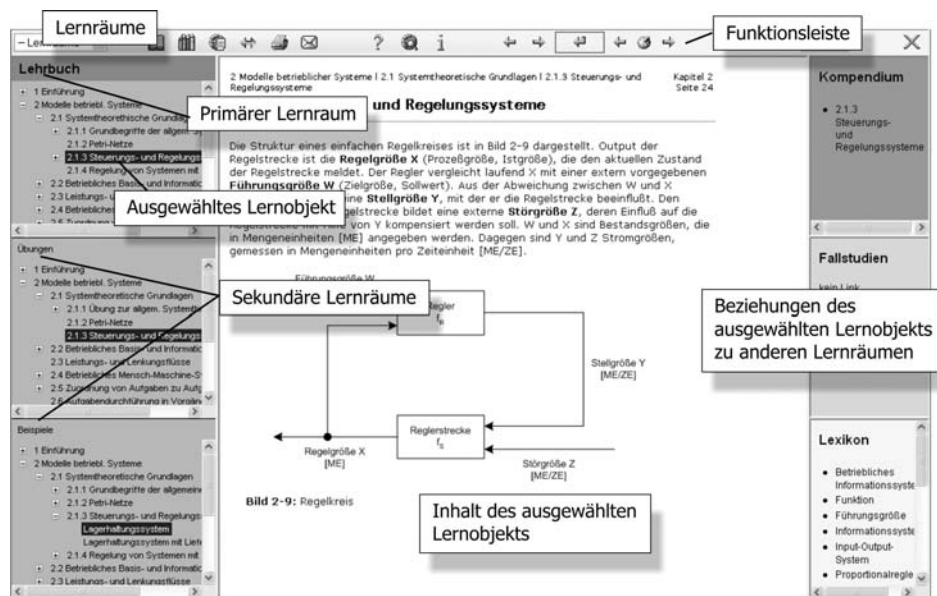 Lernräume
Funktionsleiste
Lehrbuch
+ 1 Einführung
− 2 Modelle betriebl. Systeme
− 2.1 Systemtheoretische Grundlagen
+ 2.1.1 Grundbegriffe der allgem.
2.1.2 Petri-Netze
+ 2.1.3 Steuerungs- und Regelungs
2.1.4 Regelung von Systemen mit
+ 2.2 Betriebliches Basis- und Informatic
+ 2.3 Leistungs- und
+ 2.4 Betriebliches
Primärer Lernraum
Ausgewähltes Lernobjekt
Übungen
+ 1 Einführung
− 2 Modelle betriebl. Systeme
− 2.1 Systemtheoretische Grundlagen
+ 2.1.1 Übung zur allgem.
2.1.2 Petri-Netze
2.1.3 Steuerungs- und Regelungs
+ 2.2 Betriebliches Basis- und Informatic
2.3 Leistungs- und Lenkungsflüsse
+ 2.4 Betriebliches Mensch-Maschine-S
+ 2.5 Zuordnung von Aufgaben zu Aufg
2.6 Aufgabendurchführung in Vorgäng
Sekundäre Lernräume
Beispiele
+ 1 Einführung
− 2 Modelle betriebl. Systeme
− 2.1 Systemtheoretische Grundlagen
+ 2.1.1 Grundbegriffe der allgemeine
+ 2.1.2 Petri-Netze
− 2.1.3 Steuerungs- und Regelungs
Lagerhaltungssystem
Lagerhaltungssystem mit Liefe
+ 2.1.4 Regelung von Systemen mit
+ 2.2 Betriebliches Basis- und Informatic
+ 2.3 Leistungs- und Lenkungsflüsse
2 Modelle betrieblicher Systeme I 2.1 Systemtheoretische Grundlagen I 2.1.3 Steuerungs- und
Regelungssysteme
Kapitel 2
Seite 24
und Regelungssysteme
Die Struktur eines einfachen Regelkreises ist in Bild 2-9 dargestellt. Output der
Regelstrecke ist die Regelgröße X (Prozeßgröße, Istgröße), die den aktuellen Zustand
der Regelstrecke meldet. Der Regler vergleicht laufend X mit einer extern vorgegebenen
Führungsgröße W (Zielgröße, Sollwert). Aus der Abweichung zwischen W und X
eine Stellgröße Y, mit der er die Regelstrecke beeinflußt. Den
gelstrecke bildet eine externe Störgröße Z, deren Einfluß auf die
Regelstrecke mit Hilfe von Y kompensiert werden soll. W und X sind Bestandsgrößen, die
in Mengeneinheiten [ME] angegeben werden. Dagegen sind Y und Z Stromgrößen,
gemessen in Mengeneinheiten pro Zeiteinheit [ME/ZE].
Führungsgröße W
Regler
fR
Stellgröße Y
[ME/ZE]
Reglerstrecke
fS
Regelgröße X
[ME]
Störgröße Z
[ME/ZE]
Bild 2-9: Regelkreis
Inhalt des ausgewählten
Lernobjekts
Kompendium
• 2.1.3
Steuerungs-
und
Regelungssysteme
Fallstudien
kein Link
Beziehungen des
ausgewählten Lernobjekts
zu anderen Lernräumen
Lexikon
• Betriebliches
Informationssyste
• Funktion
• Führungsgröße
• Informationssyste
• Input-Output-
System
• Proportionalregle